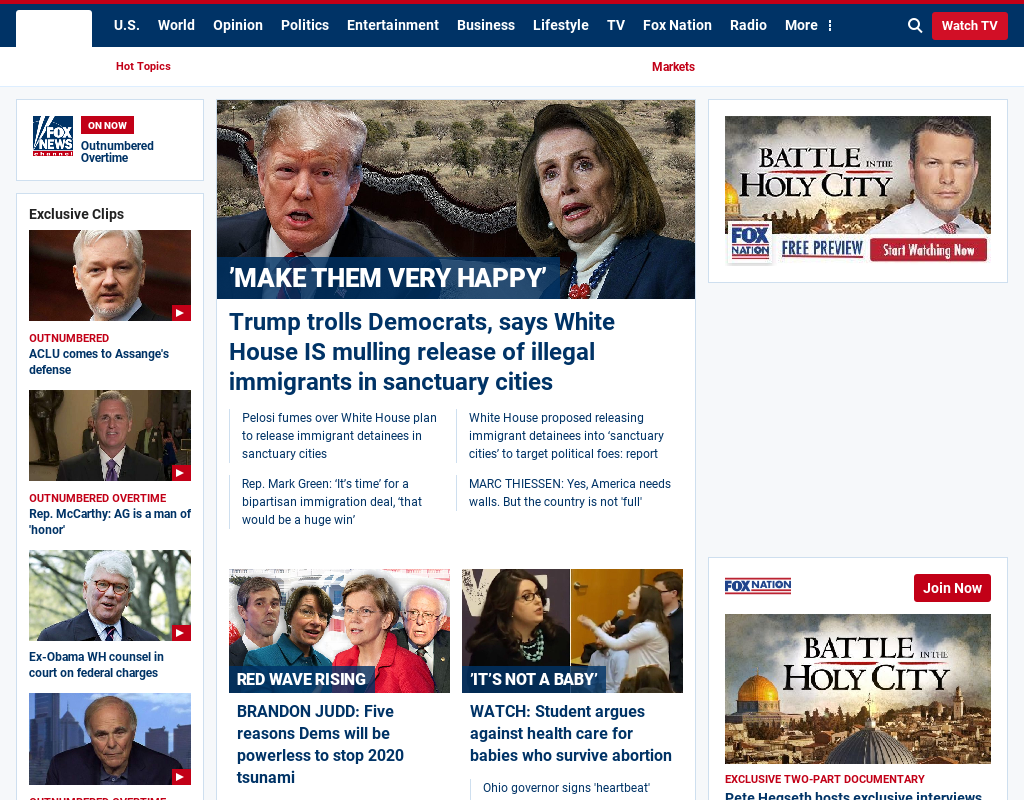 U.S. World Opinion Politics Entertainment Business Lifestyle TV Fox Nation Radio More Watch TV
Hot Topics Markets
FOX
NEWS
channel
ON NOW
Outnumbered
Overtime
Exclusive Clips
OUTNUMBERED
ACLU comes to Assange's
defense
OUTNUMBERED OVERTIME
Rep. McCarthy: AG is a man of
'honor'
Ex-Obama WH counsel in
court on federal charges
OUTNUMBERED OVERTIME
’MAKE THEM VERY HAPPY’
Trump trolls Democrats, says White
House IS mulling release of illegal
immigrants in sanctuary cities
Pelosi fumes over White House plan
to release immigrant detainees in
sanctuary cities
White House proposed releasing
immigrant detainees into ‘sanctuary
cities’ to target political foes: report
Rep. Mark Green: ‘It’s time’ for a
bipartisan immigration deal, ‘that
would be a huge win’
MARC THIESSEN: Yes, America needs
walls. But the country is not 'full'
RED WAVE RISING
BRANDON JUDD: Five
reasons Dems will be
powerless to stop 2020
tsunami
’IT’S NOT A BABY’
WATCH: Student argues
against health care for
babies who survive abortion
Ohio governor signs 'heartbeat'
BATTLE IN THE
HOLY CITY
FOX
NATION
FREE PREVIEW
Start Watching Now
FOX NATION
Join Now
BATTLE IN THE
HOLY CITY
EXCLUSIVE TWO-PART DOCUMENTARY
Pete Hegseth hosts exclusive interviews